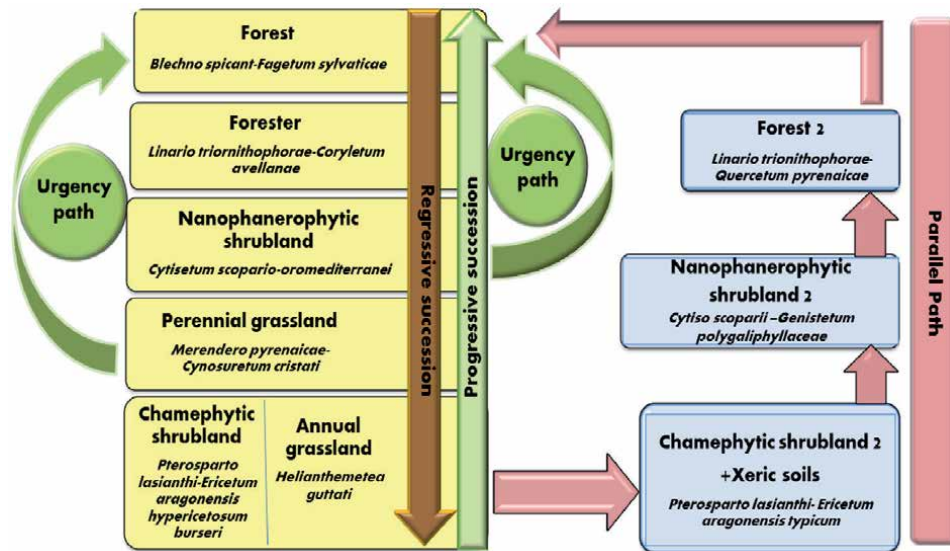 Forest
Blechno spicant-Fagetum sylvaticae
Forester
Linario triornithophorae-Coryletum
avellanae
Nanophanerophytic
shrubland
Cytisetum scopario-oromediterranei
Perennial grassland
Merendero pyrenaicae-
Cynosuretum cristati
Chamephytic
shrubland
Pterosparto
lasianthi-Ericetum
aragonensis
hypericetosum
burseri
Annual
grassland
Helianthemetea
guttati
Urgency
path
Regressive succession
Progressive succession
Urgency
path
Forest 2
Linario trionithophorae-
Quercetum pyrenaicae
Nanophanerophytic
shrubland 2
Cytiso scoparii -Genistetum
polygaliphyllaceae
Chamephytic shrubland 2
+Xeric soils
Pterosparto lasianthi- Ericetum
aragonensis typicum
Parallel Path